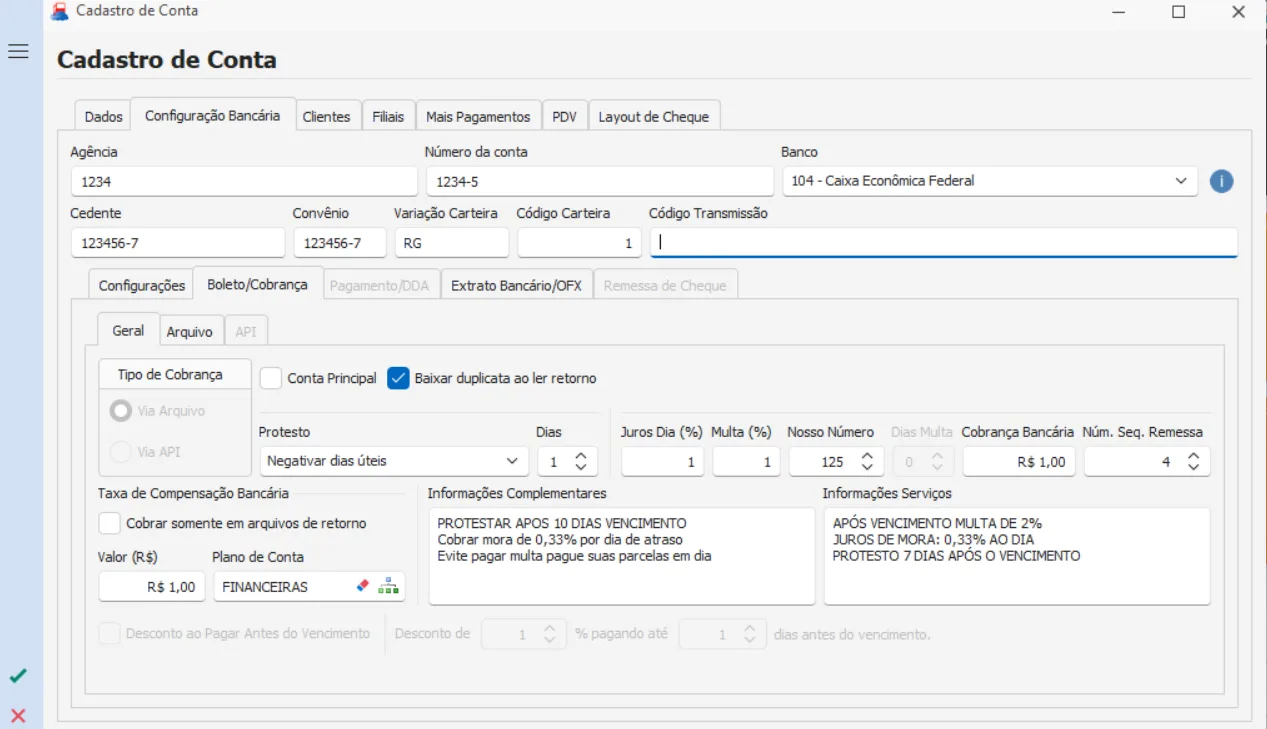 Cadastro de Conta
Cadastro de Conta
Dados Configuração Bancária Clientes Filiais Mais Pagamentos PDV Layout de Cheque
Agência Número da conta Banco
1234 1234-5 104 - Caixa Econômica Federal i
Cedente Convênio Variação Carteira Código Carteira Código Transmissão
123456-7 123456-7 RG 1
Configurações Boleto/Cobrança Pagamento/DDA Extrato Bancário/OFX Remessa de Cheque
Geral Arquivo API
Tipo de Cobrança Conta Principal Baixar duplicata ao ler retorno
Via Arquivo
Protesto Dias Juros Dia (%) Multa (%) Nosso Número Dias Multa Cobrança Bancária Núm. Seq. Remessa
Via API Negativar dias úteis 1 1 1 125 0 R$ 1,00 4
Taxa de Compensação Bancária Informações Complementares Informações Serviços
Cobrar somente em arquivos de retorno
PROTESTAR APOS 10 DIAS VENCIMENTO
Cobrar mora de 0,33% por dia de atraso
Evite pagar multa pague suas parcelas em dia
APÓS VENCIMENTO MULTA DE 2%
JUROS DE MORA: 0,33% AO DIA
PROTESTO 7 DIAS APÓS O VENCIMENTO
Valor (R$) Plano de Conta
R$ 1,00 FINANCEIRAS
Desconto ao Pagar Antes do Vencimento Desconto de 1 % pagando até 1 dias antes do vencimento.